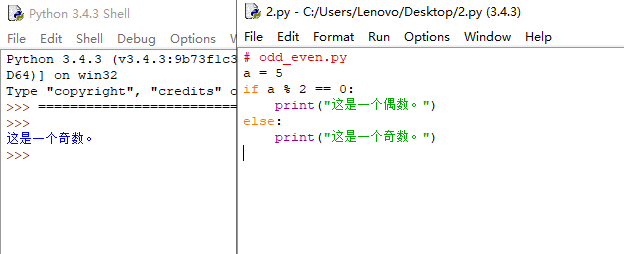 Python 3.4.3 Shell
File Edit Shell Debug Options
Python 3.4.3 (v3.4.3:9b73f1c3
D64)] on win32
Type "copyright", "credits"
>>> ==========================
>>>
这是一个奇数。
>>>
2.py - C:/Users/Lenovo/Desktop/2.py (3.4.3)
File Edit Format Run Options Window Help
# odd_even.py
a = 5
if a % 2 == 0:
    print("这是一个偶数。")
else:
    print("这是一个奇数。")